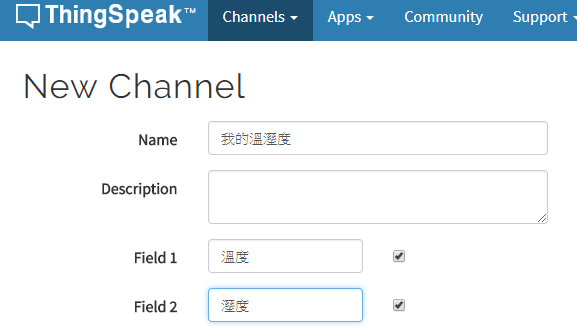 ThingSpeak™ Channels Apps Community Support
New Channel
Name 我的溫溼度
Description
Field 1 溫度
Field 2 溼度